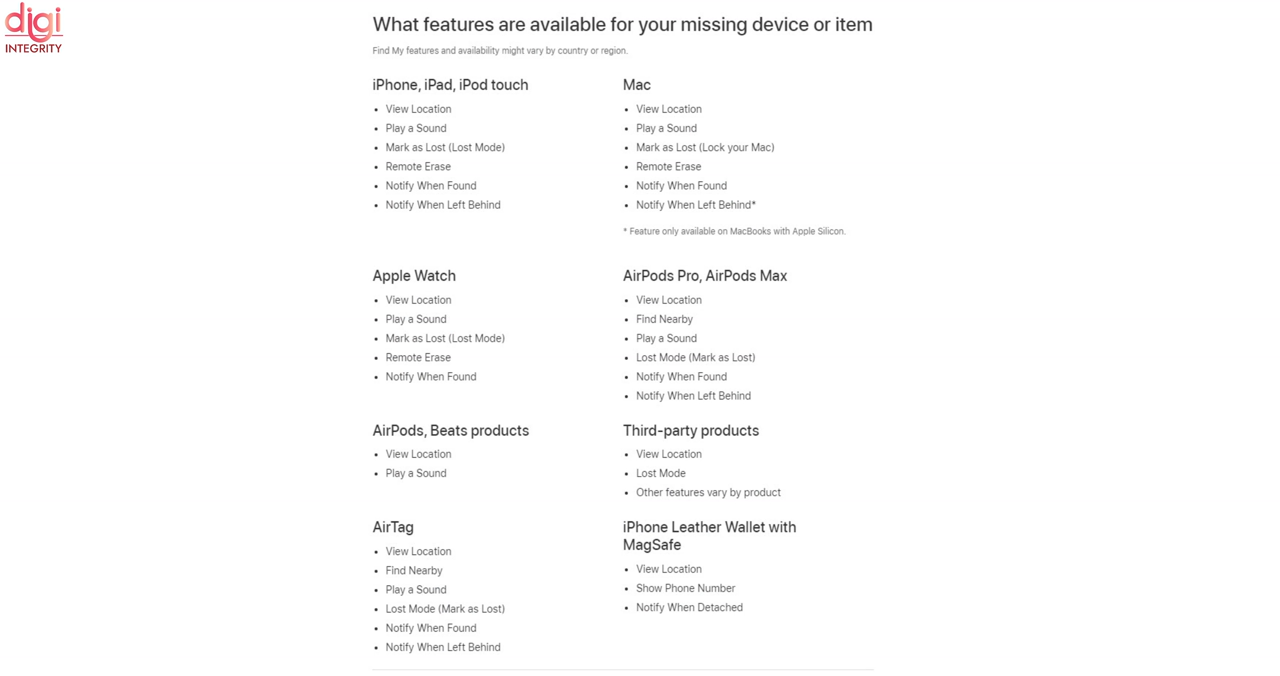 digi
INTEGRITY
What features are available for your missing device or item
Find My features and availability might vary by country or region.
iPhone, iPad, iPod touch
• View Location
• Play a Sound
• Mark as Lost (Lost Mode)
• Remote Erase
• Notify When Found
• Notify When Left Behind
Mac
• View Location
• Play a Sound
• Mark as Lost (Lock your Mac)
• Remote Erase
• Notify When Found
• Notify When Left Behind*
* Feature only available on MacBooks with Apple Silicon.
Apple Watch
• View Location
• Play a Sound
• Mark as Lost (Lost Mode)
• Remote Erase
• Notify When Found
AirPods Pro, AirPods Max
• View Location
• Find Nearby
• Play a Sound
• Lost Mode (Mark as Lost)
• Notify When Found
• Notify When Left Behind
AirPods, Beats products
• View Location
• Play a Sound
Third-party products
• View Location
• Lost Mode
• Other features vary by product
AirTag
• View Location
• Find Nearby
• Play a Sound
• Lost Mode (Mark as Lost)
• Notify When Found
• Notify When Left Behind
iPhone Leather Wallet with
MagSafe
• View Location
• Show Phone Number
• Notify When Detached